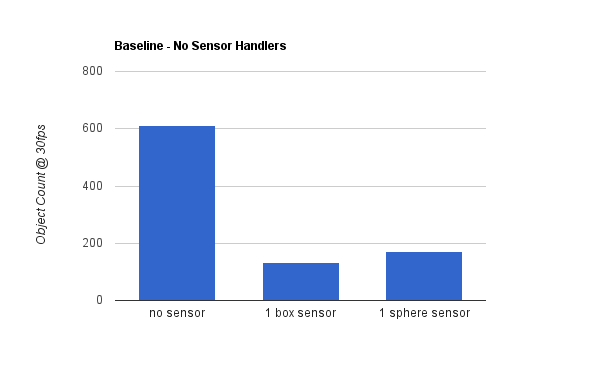 Baseline - No Sensor Handlers
Object Count @ 30fps
800
600
400
200
0
no sensor
1 box sensor
1 sphere sensor